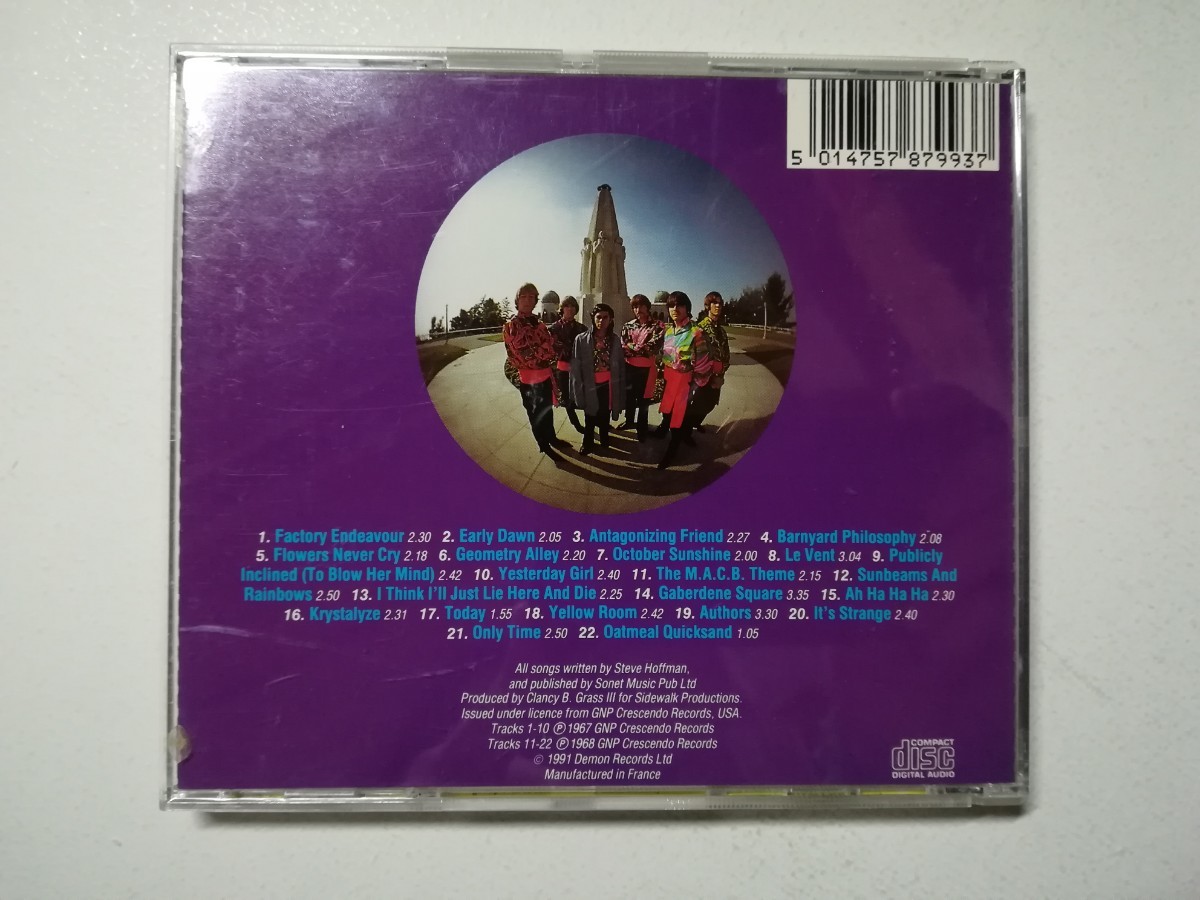 5 014757 879937
1. Factory Endeavour 2.30 2. Early Dawn 2.05 3. Antagonizing Friend 2.27 4. Barnyard Philosophy 2.08
5. Flowers Never Cry 2.18 6. Geometry Alley 2.20 7. October Sunshine 2.00 8. Le Vent 3.04 9. Publicly
Inclined (To Blow Her Mind) 2.42 10. Yesterday Girl 2.40 11. The M.A.C.B. Theme 2.15 12. Sunbeams And
Rainbows 2.50 13. I Think I'll Just Lie Here And Die 2.25 14. Gaberdene Square 3.35 15. Ah Ha Ha Ha 2.30
16. Krystalyze 2.31 17. Today 1.55 18. Yellow Room 2.42 19. Authors 3.30 20. It's Strange 2.40
21. Only Time 2.50 22. Oatmeal Quicksand 1.05
All songs written by Steve Hoffman,
and published by Sonet Music Pub Ltd
Produced by Clancy B. Grass III for Sidewalk Productions.
Issued under licence from GNP Crescendo Records, USA.
Tracks 1-10 ℗ 1967 GNP Crescendo Records
Tracks 11-22 ℗ 1968 GNP Crescendo Records
© 1991 Demon Records Ltd
Manufactured in France
COMPACT
disc
DIGITAL AUDIO